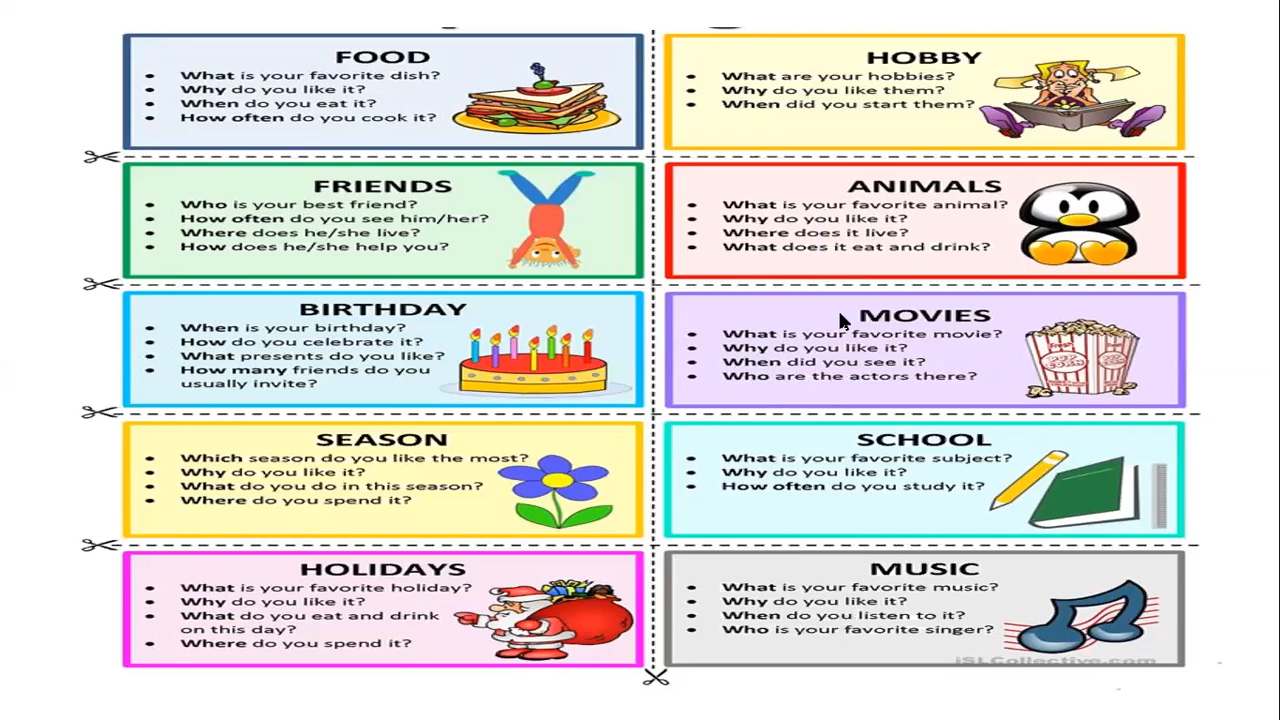 FOOD
What is your favorite dish?
Why do you like it?
When do you eat it?
How often do you cook it?
HOBBY
What are your hobbies?
Why do you like them?
When did you start them?
FRIENDS
Who is your best friend?
How often do you see him/her?
Where does he/she live?
How does he/she help you?
ANIMALS
What is your favorite animal?
Why do you like it?
Where does it live?
What does it eat and drink?
BIRTHDAY
When is your birthday?
How do you celebrate it?
What presents do you like?
How many friends do you
usually invite?
MOVIES
What is your favorite movie?
Why do you like it?
When did you see it?
Who are the actors there?
SEASON
Which season do you like the most?
Why do you like it?
What do you do in this season?
Where do you spend it?
SCHOOL
What is your favorite subject?
Why do you like it?
How often do you study it?
HOLIDAYS
What is your favorite holiday?
Why do you like it?
What do you eat and drink
on this day?
Where do you spend it?
MUSIC
What is your favorite music?
Why do you like it?
When do you listen to it?
Who is your favorite singer?
iSLCollective.com